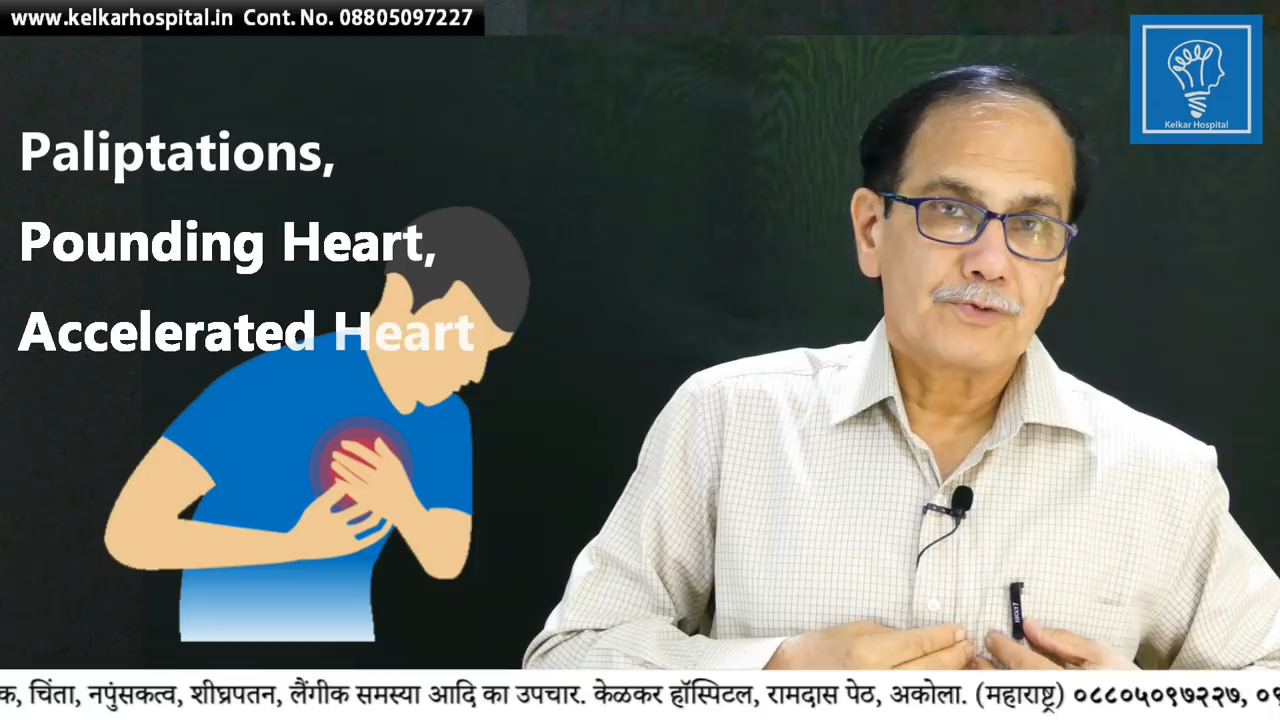 www.kelkarhospital.in Cont. No. 08805097227
Kelkar Hospital
Paliptations,
Pounding Heart,
Accelerated Heart
चिंता, नपुंसकत्व, शीघ्रपतन, लैंगीक समस्या आदि का उपचार. केळकर हॉस्पिटल, रामदास पेठ, अकोला. (महाराष्ट्र) ०८८०५०९७२२७,